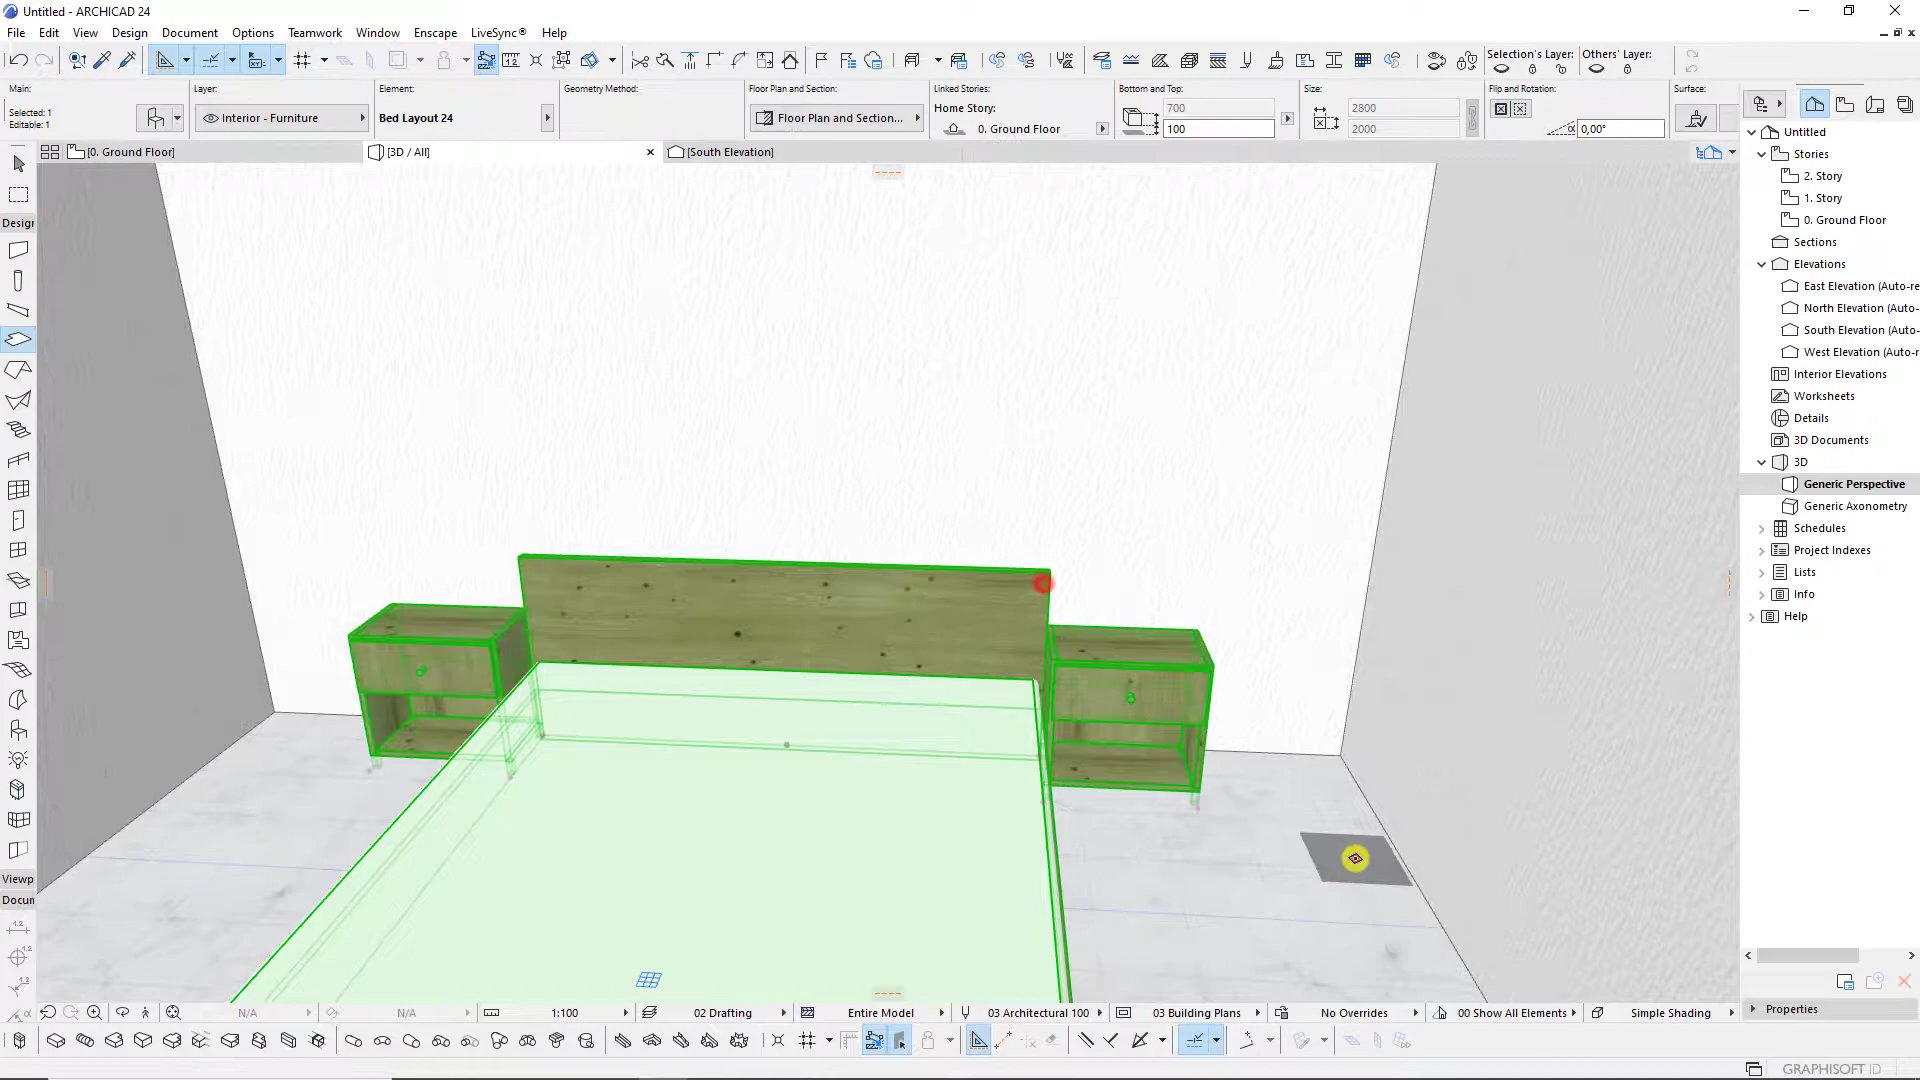 Untitled - ARCHICAD 24
File Edit View Design Document Options Teamwork Window Enscape LiveSync® Help
Selection's Layer: Others' Layer:
Main: Layer: Element: Geometry Method: Floor Plan and Section: Linked Stories: Bottom and Top: Size: Flip and Rotation: Surface:
Selected: 1
Editable: 1
Interior - Furniture
Bed Layout 24
Floor Plan and Section...
Home Story:
0. Ground Floor
700
100
2800
2000
0,00°
[0. Ground Floor]
[3D / All]
[South Elevation]
Design
Viewp
Docum
Untitled
Stories
2. Story
1. Story
0. Ground Floor
Sections
Elevations
East Elevation (Auto-re
North Elevation (Auto-
South Elevation (Auto-
West Elevation (Auto-r
Interior Elevations
Worksheets
Details
3D Documents
3D
Generic Perspective
Generic Axonometry
Schedules
Project Indexes
Lists
Info
Help
Properties
N/A N/A 1:100 02 Drafting Entire Model 03 Architectural 100 03 Building Plans No Overrides 00 Show All Elements Simple Shading
GRAPHISOFT ID